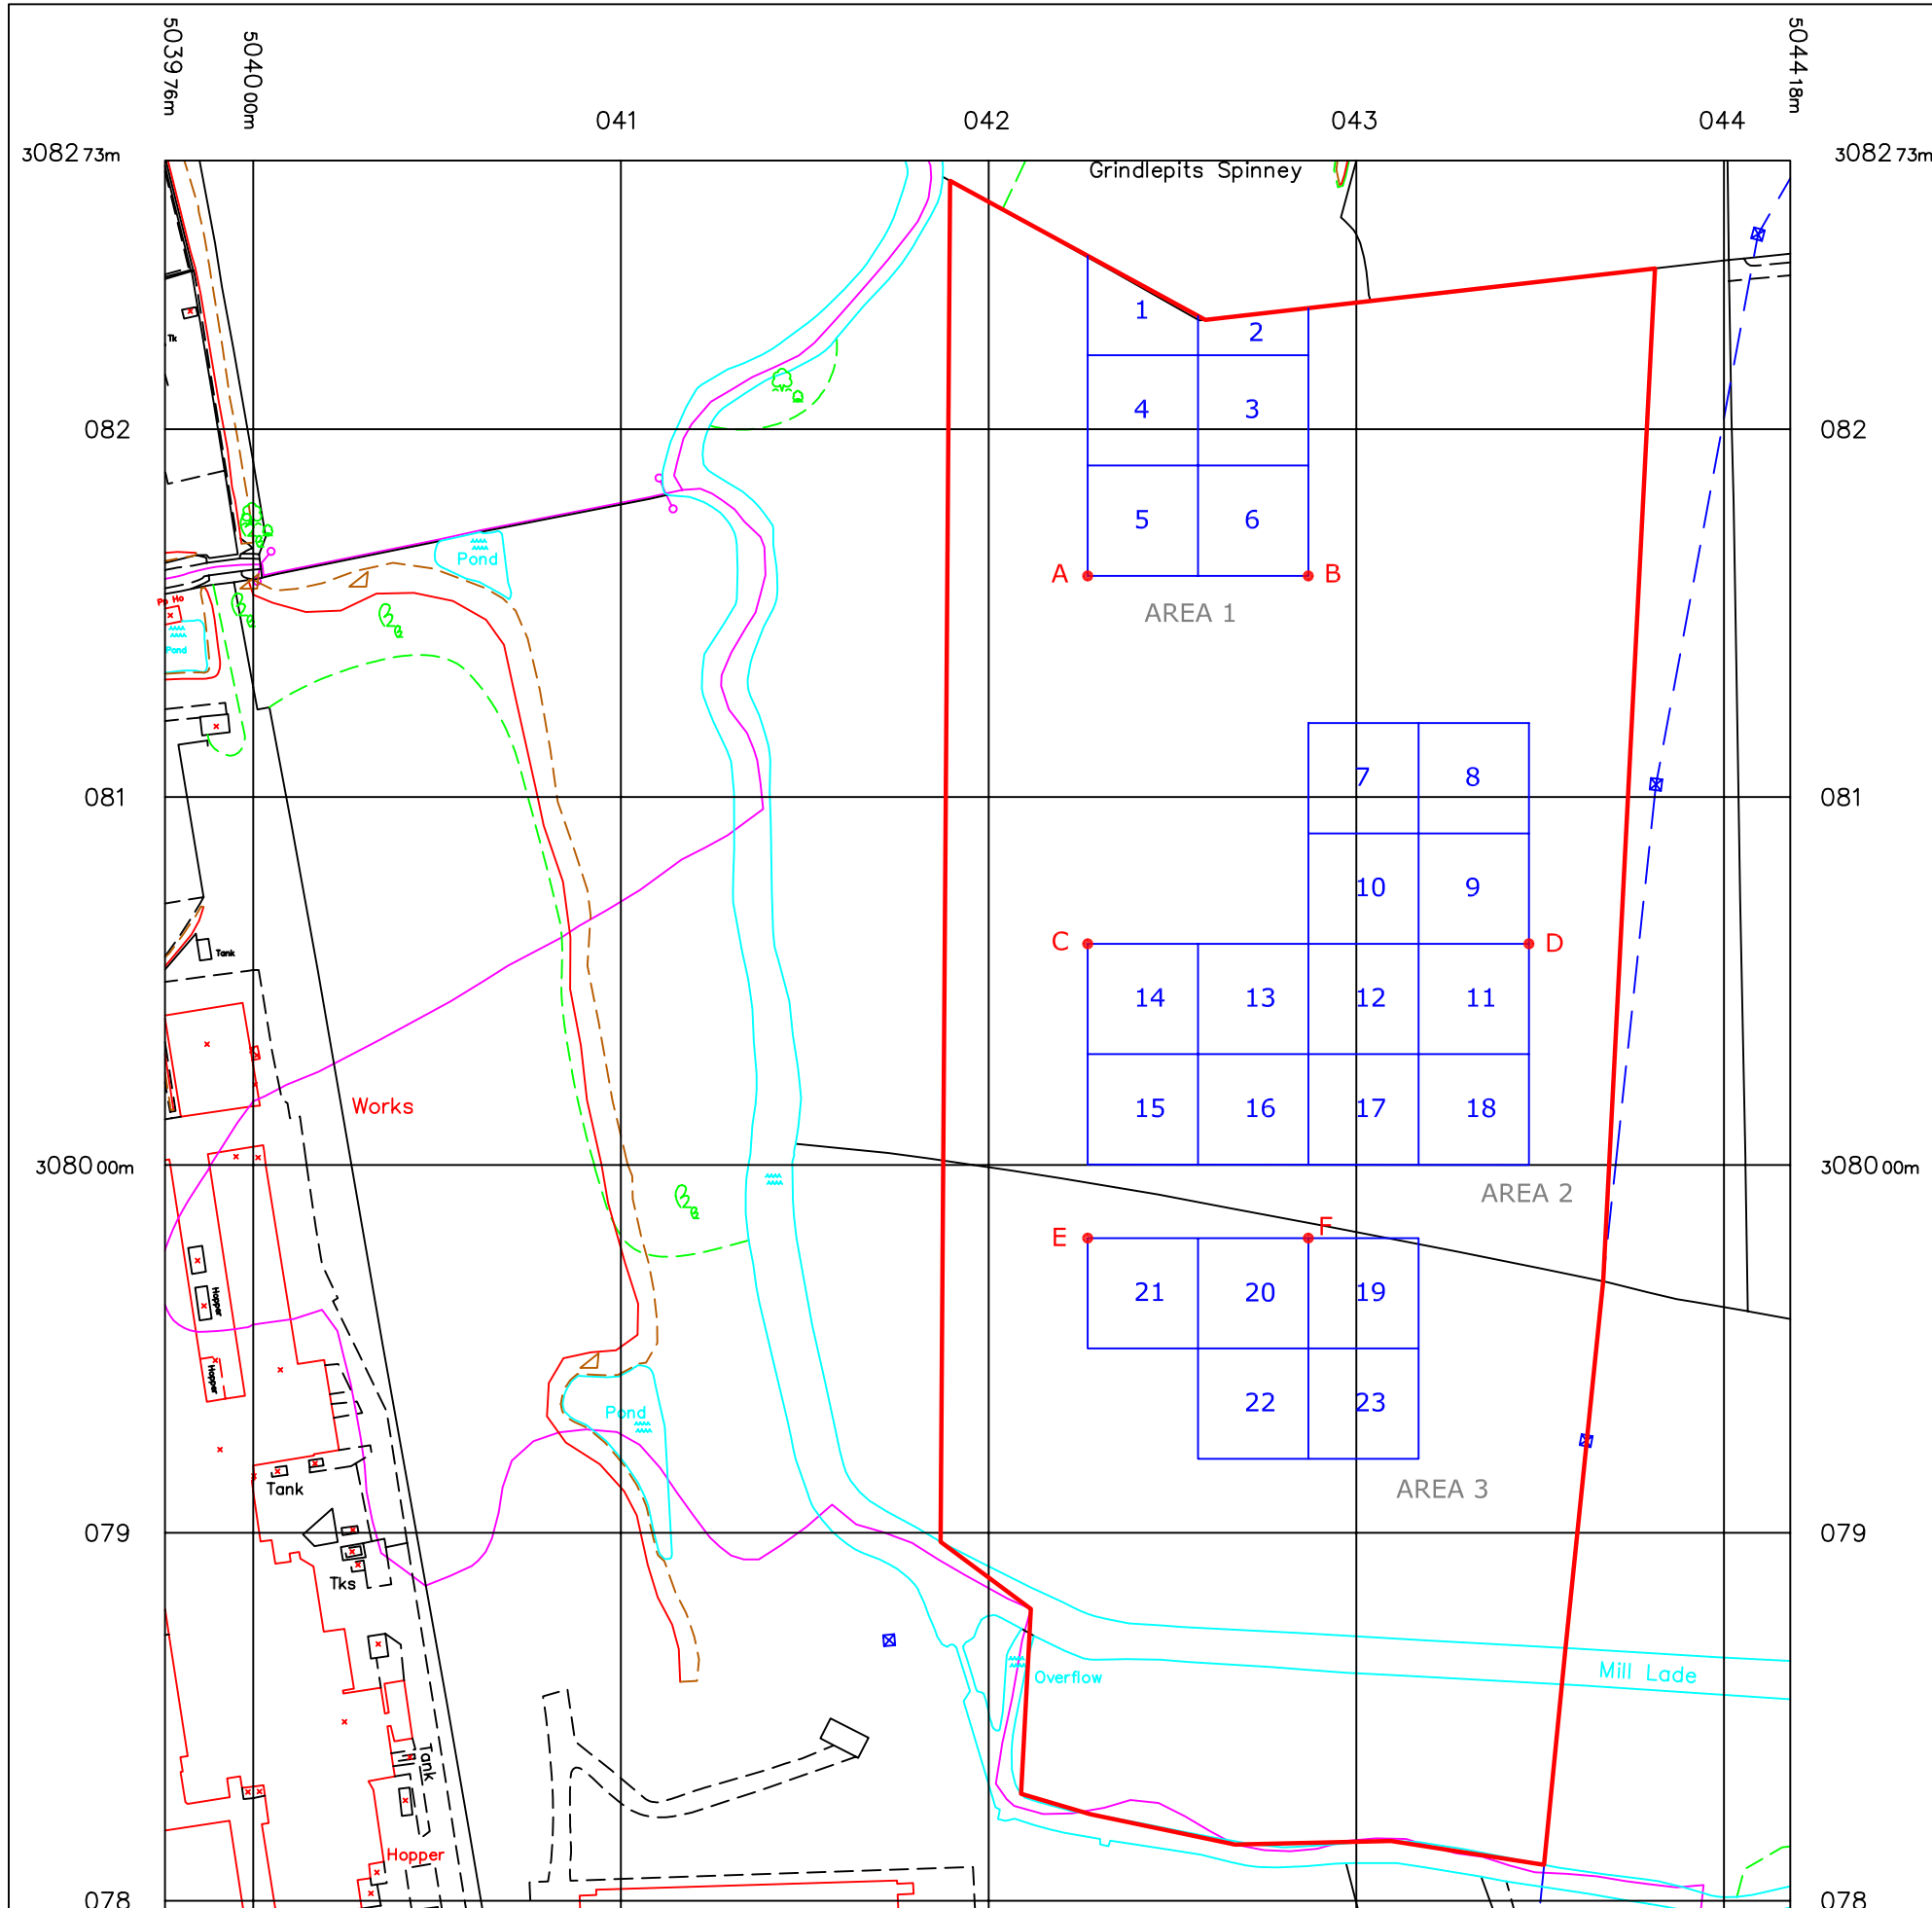 503976m
504000m
041
042
043
044
504418m
308273m
308273m
Grindlepits Spinney
1
2
Tk
4
3
082
082
5
6
Pond
A
B
Po Ho
AREA 1
Pond
7
8
081
081
10
9
C
D
Tank
14
13
12
11
Works
15
16
17
18
308000m
308000m
AREA 2
E
F
21
20
19
Hopper
Hopper
22
23
Pond
Tank
AREA 3
079
079
Tks
Overflow
Mill Lade
Tank
Hopper
078
078